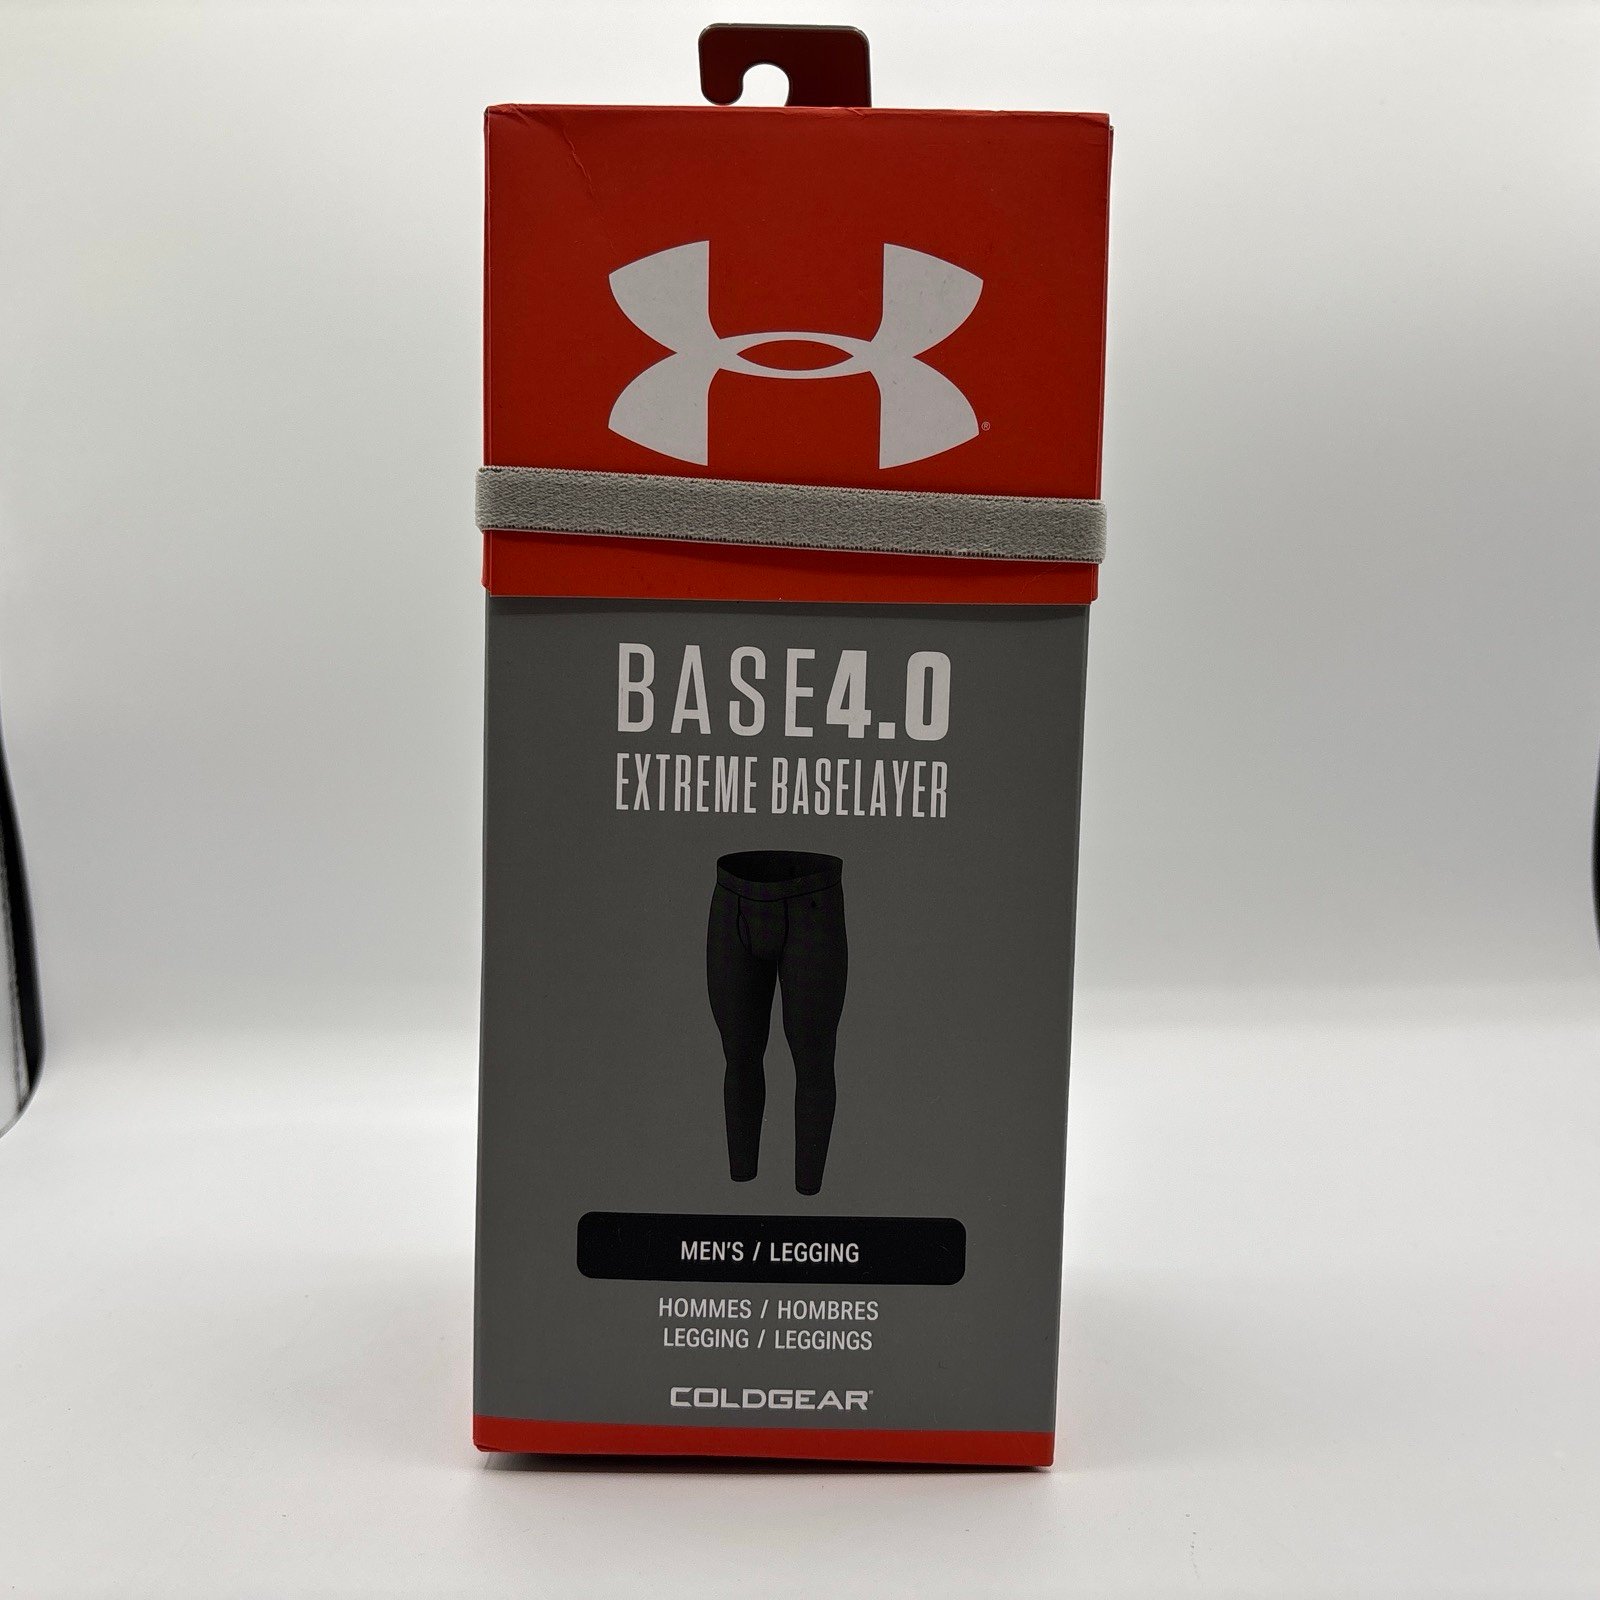 ®
BASE4.0
EXTREME BASELAYER
MEN'S / LEGGING
HOMMES / HOMBRES
LEGGING / LEGGINGS
COLDGEAR